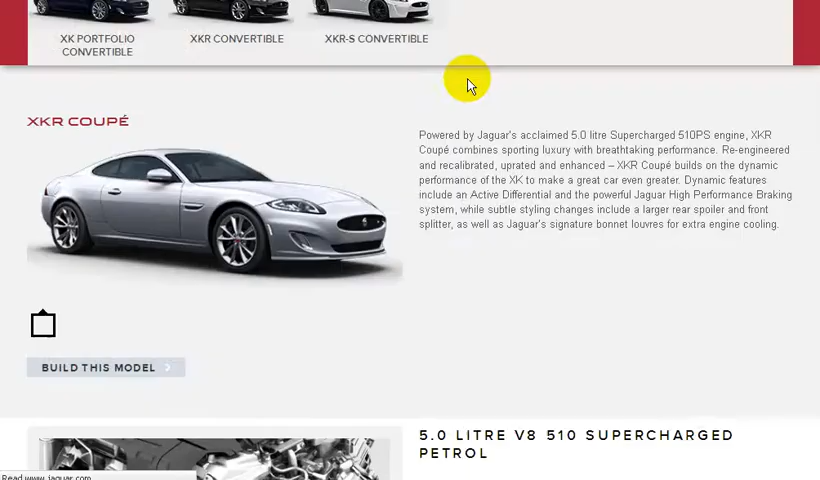 XK PORTFOLIO
CONVERTIBLE
XKR CONVERTIBLE
XKR-S CONVERTIBLE
XKR COUPÉ
Powered by Jaguar's acclaimed 5.0 litre Supercharged 510PS engine, XKR
Coupé combines sporting luxury with breathtaking performance. Re-engineered
and recalibrated, uprated and enhanced – XKR Coupé builds on the dynamic
performance of the XK to make a great car even greater. Dynamic features
include an Active Differential and the powerful Jaguar High Performance Braking
system, while subtle styling changes include a larger rear spoiler and front
splitter, as well as Jaguar's signature bonnet louvres for extra engine cooling.
BUILD THIS MODEL
5.0 LITRE V8 510 SUPERCHARGED
PETROL
Read www.jaguar.com